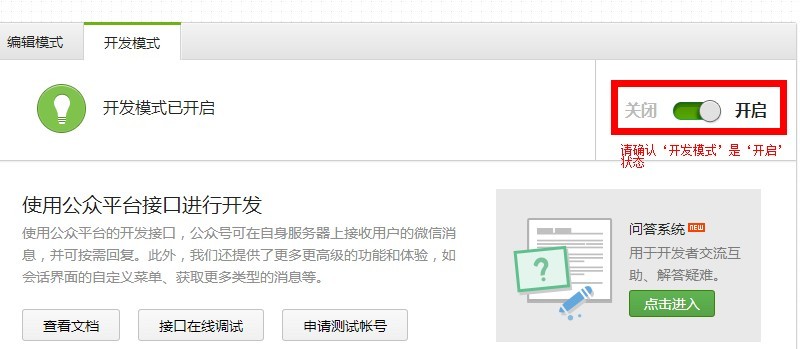 编辑模式
开发模式
开发模式已开启
关闭
开启
请确认‘开发模式’是‘开启’
状态
使用公众平台接口进行开发
使用公众平台的开发接口，公众号可在自身服务器上接收用户的微信消
息，并可按需回复。此外，我们还提供了更多更高级的功能和体验，如
会话界面的自定义菜单、获取更多类型的消息等。
查看文档
接口在线调试
申请测试帐号
?
问答系统 NEW
用于开发者交流互
助、解答疑难。
点击进入